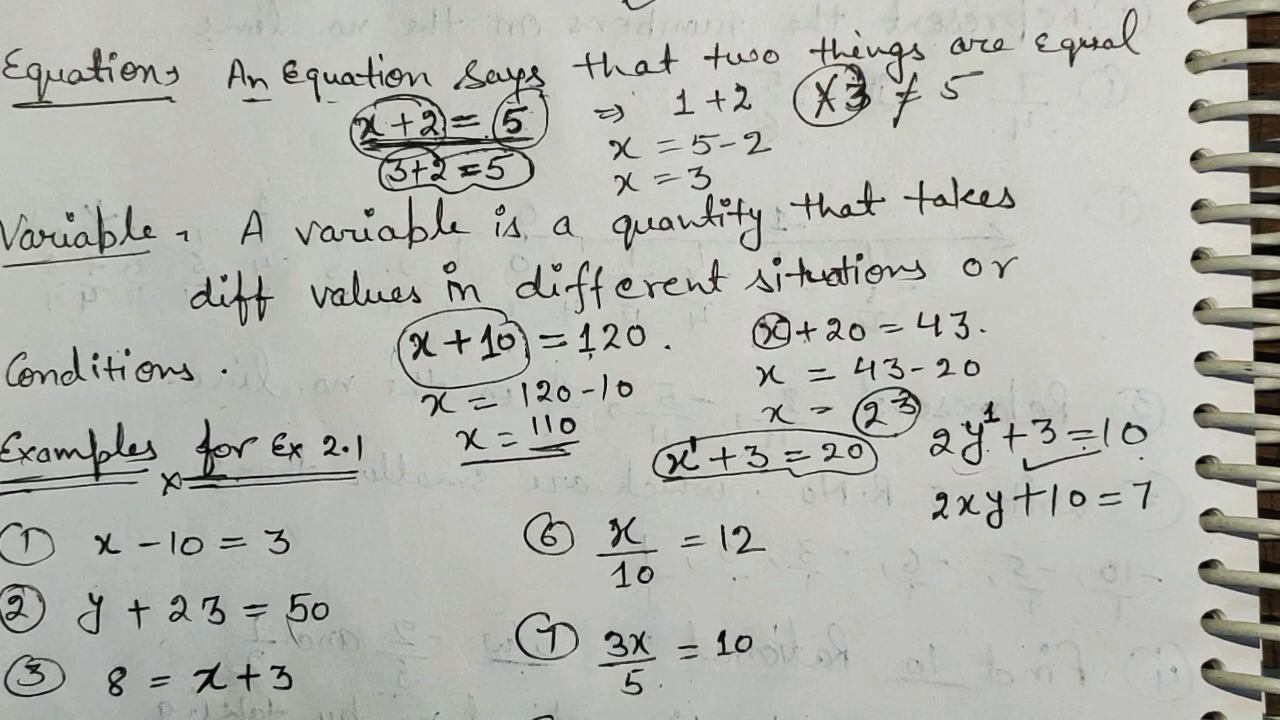 Equation, An Equation says that two things are equal
x+2 = 5 ⇒ 1+2 3 ≠ 5
3+2=5 x = 5-2
x = 3
Variable, A variable is a quantity that takes
diff values in different situations or
Conditions.
x+10 = 120.
x = 120-10
x = 110
x+20 = 43.
x = 43-20
x = 23
x¹+3 = 20
2y¹+3=10
2xy+10=7
Examples for Ex 2.1
① x-10 = 3
② y + 23 = 50
③ 8 = x+3
⑥ x/10 = 12
⑦ 3x/5 = 10